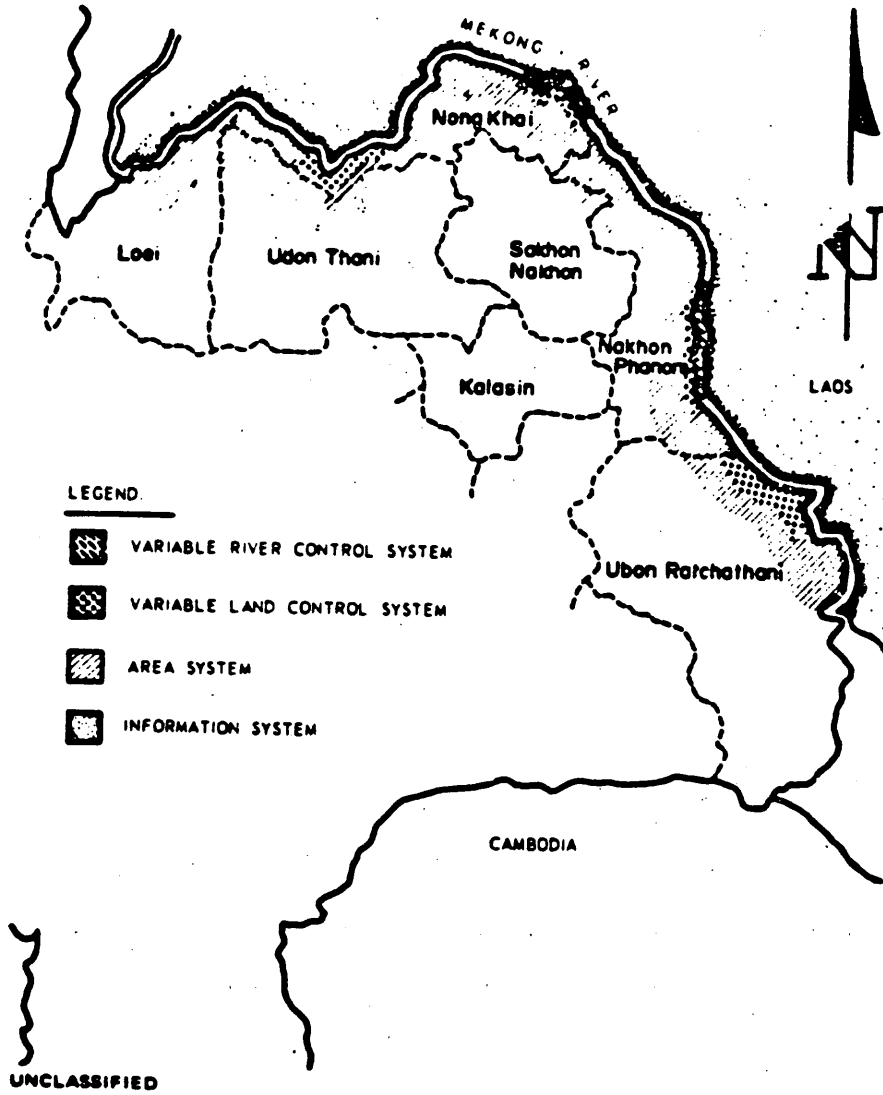 MEKONG RIVER
Nong Khai
Loei
Udon Thani
Sakhon
Nakhon
N
Nakhon
Phanom
Kalasin
LAOS
LEGEND.
VARIABLE RIVER CONTROL SYSTEM
VARIABLE LAND CONTROL SYSTEM
Ubon Ratchathani
AREA SYSTEM
INFORMATION SYSTEM
CAMBODIA
UNCLASSIFIED